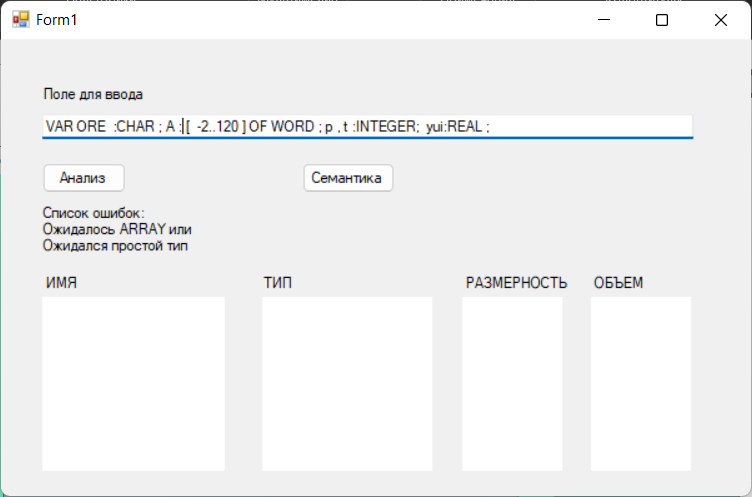 Form1
Поле для ввода
VAR ORE :CHAR ; A :[ -2..120 ] OF WORD ; p , t :INTEGER; yui:REAL ;
Анализ Семантика
Список ошибок:
Ожидалось ARRAY или
Ожидался простой тип
ИМЯ ТИП РАЗМЕРНОСТЬ ОБЪЕМ